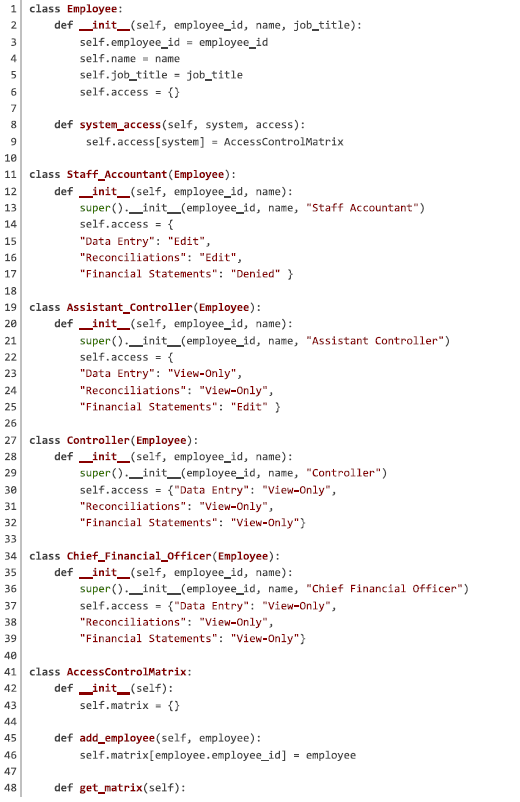 1 class Employee:
2     def __init__(self, employee_id, name, job_title):
3         self.employee_id = employee_id
4         self.name = name
5         self.job_title = job_title
6         self.access = {}
7
8     def system_access(self, system, access):
9          self.access[system] = AccessControlMatrix
10
11 class Staff_Accountant(Employee):
12     def __init__(self, employee_id, name):
13         super().__init__(employee_id, name, "Staff Accountant")
14         self.access = {
15         "Data Entry": "Edit",
16         "Reconciliations": "Edit",
17         "Financial Statements": "Denied" }
18
19 class Assistant_Controller(Employee):
20     def __init__(self, employee_id, name):
21         super().__init__(employee_id, name, "Assistant Controller")
22         self.access = {
23         "Data Entry": "View-Only",
24         "Reconciliations": "View-Only",
25         "Financial Statements": "Edit" }
26
27 class Controller(Employee):
28     def __init__(self, employee_id, name):
29         super().__init__(employee_id, name, "Controller")
30         self.access = {"Data Entry": "View-Only",
31         "Reconciliations": "View-Only",
32         "Financial Statements": "View-Only"}
33
34 class Chief_Financial_Officer(Employee):
35     def __init__(self, employee_id, name):
36         super().__init__(employee_id, name, "Chief Financial Officer")
37         self.access = {"Data Entry": "View-Only",
38         "Reconciliations": "View-Only",
39         "Financial Statements": "View-Only"}
40
41 class AccessControlMatrix:
42     def __init__(self):
43         self.matrix = {}
44
45     def add_employee(self, employee):
46         self.matrix[employee.employee_id] = employee
47
48     def get_matrix(self):